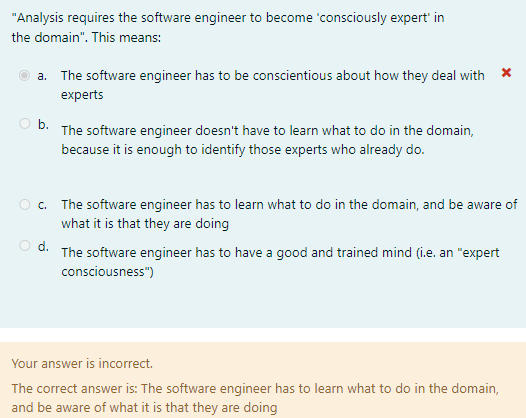 "Analysis requires the software engineer to become 'consciously expert' in
the domain". This means:
a. The software engineer has to be conscientious about how they deal with
experts
b. The software engineer doesn't have to learn what to do in the domain,
because it is enough to identify those experts who already do.
c. The software engineer has to learn what to do in the domain, and be aware of
what it is that they are doing
d. The software engineer has to have a good and trained mind (i.e. an "expert
consciousness")
Your answer is incorrect.
The correct answer is: The software engineer has to learn what to do in the domain,
and be aware of what it is that they are doing